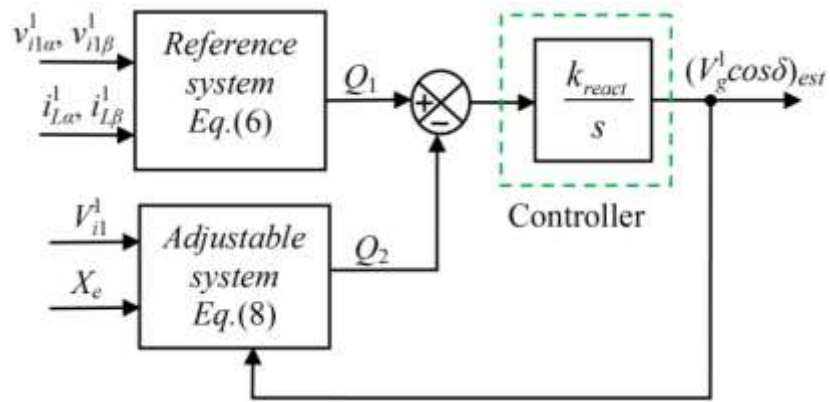 v¹ᵢ₁α, v¹ᵢ₁β
i¹Lα, i¹Lβ
Reference
system
Eq.(6)
Q₁
+
−
k_react
s
(V¹g cosδ)est
Controller
V¹ᵢ₁
Xₑ
Adjustable
system
Eq.(8)
Q₂